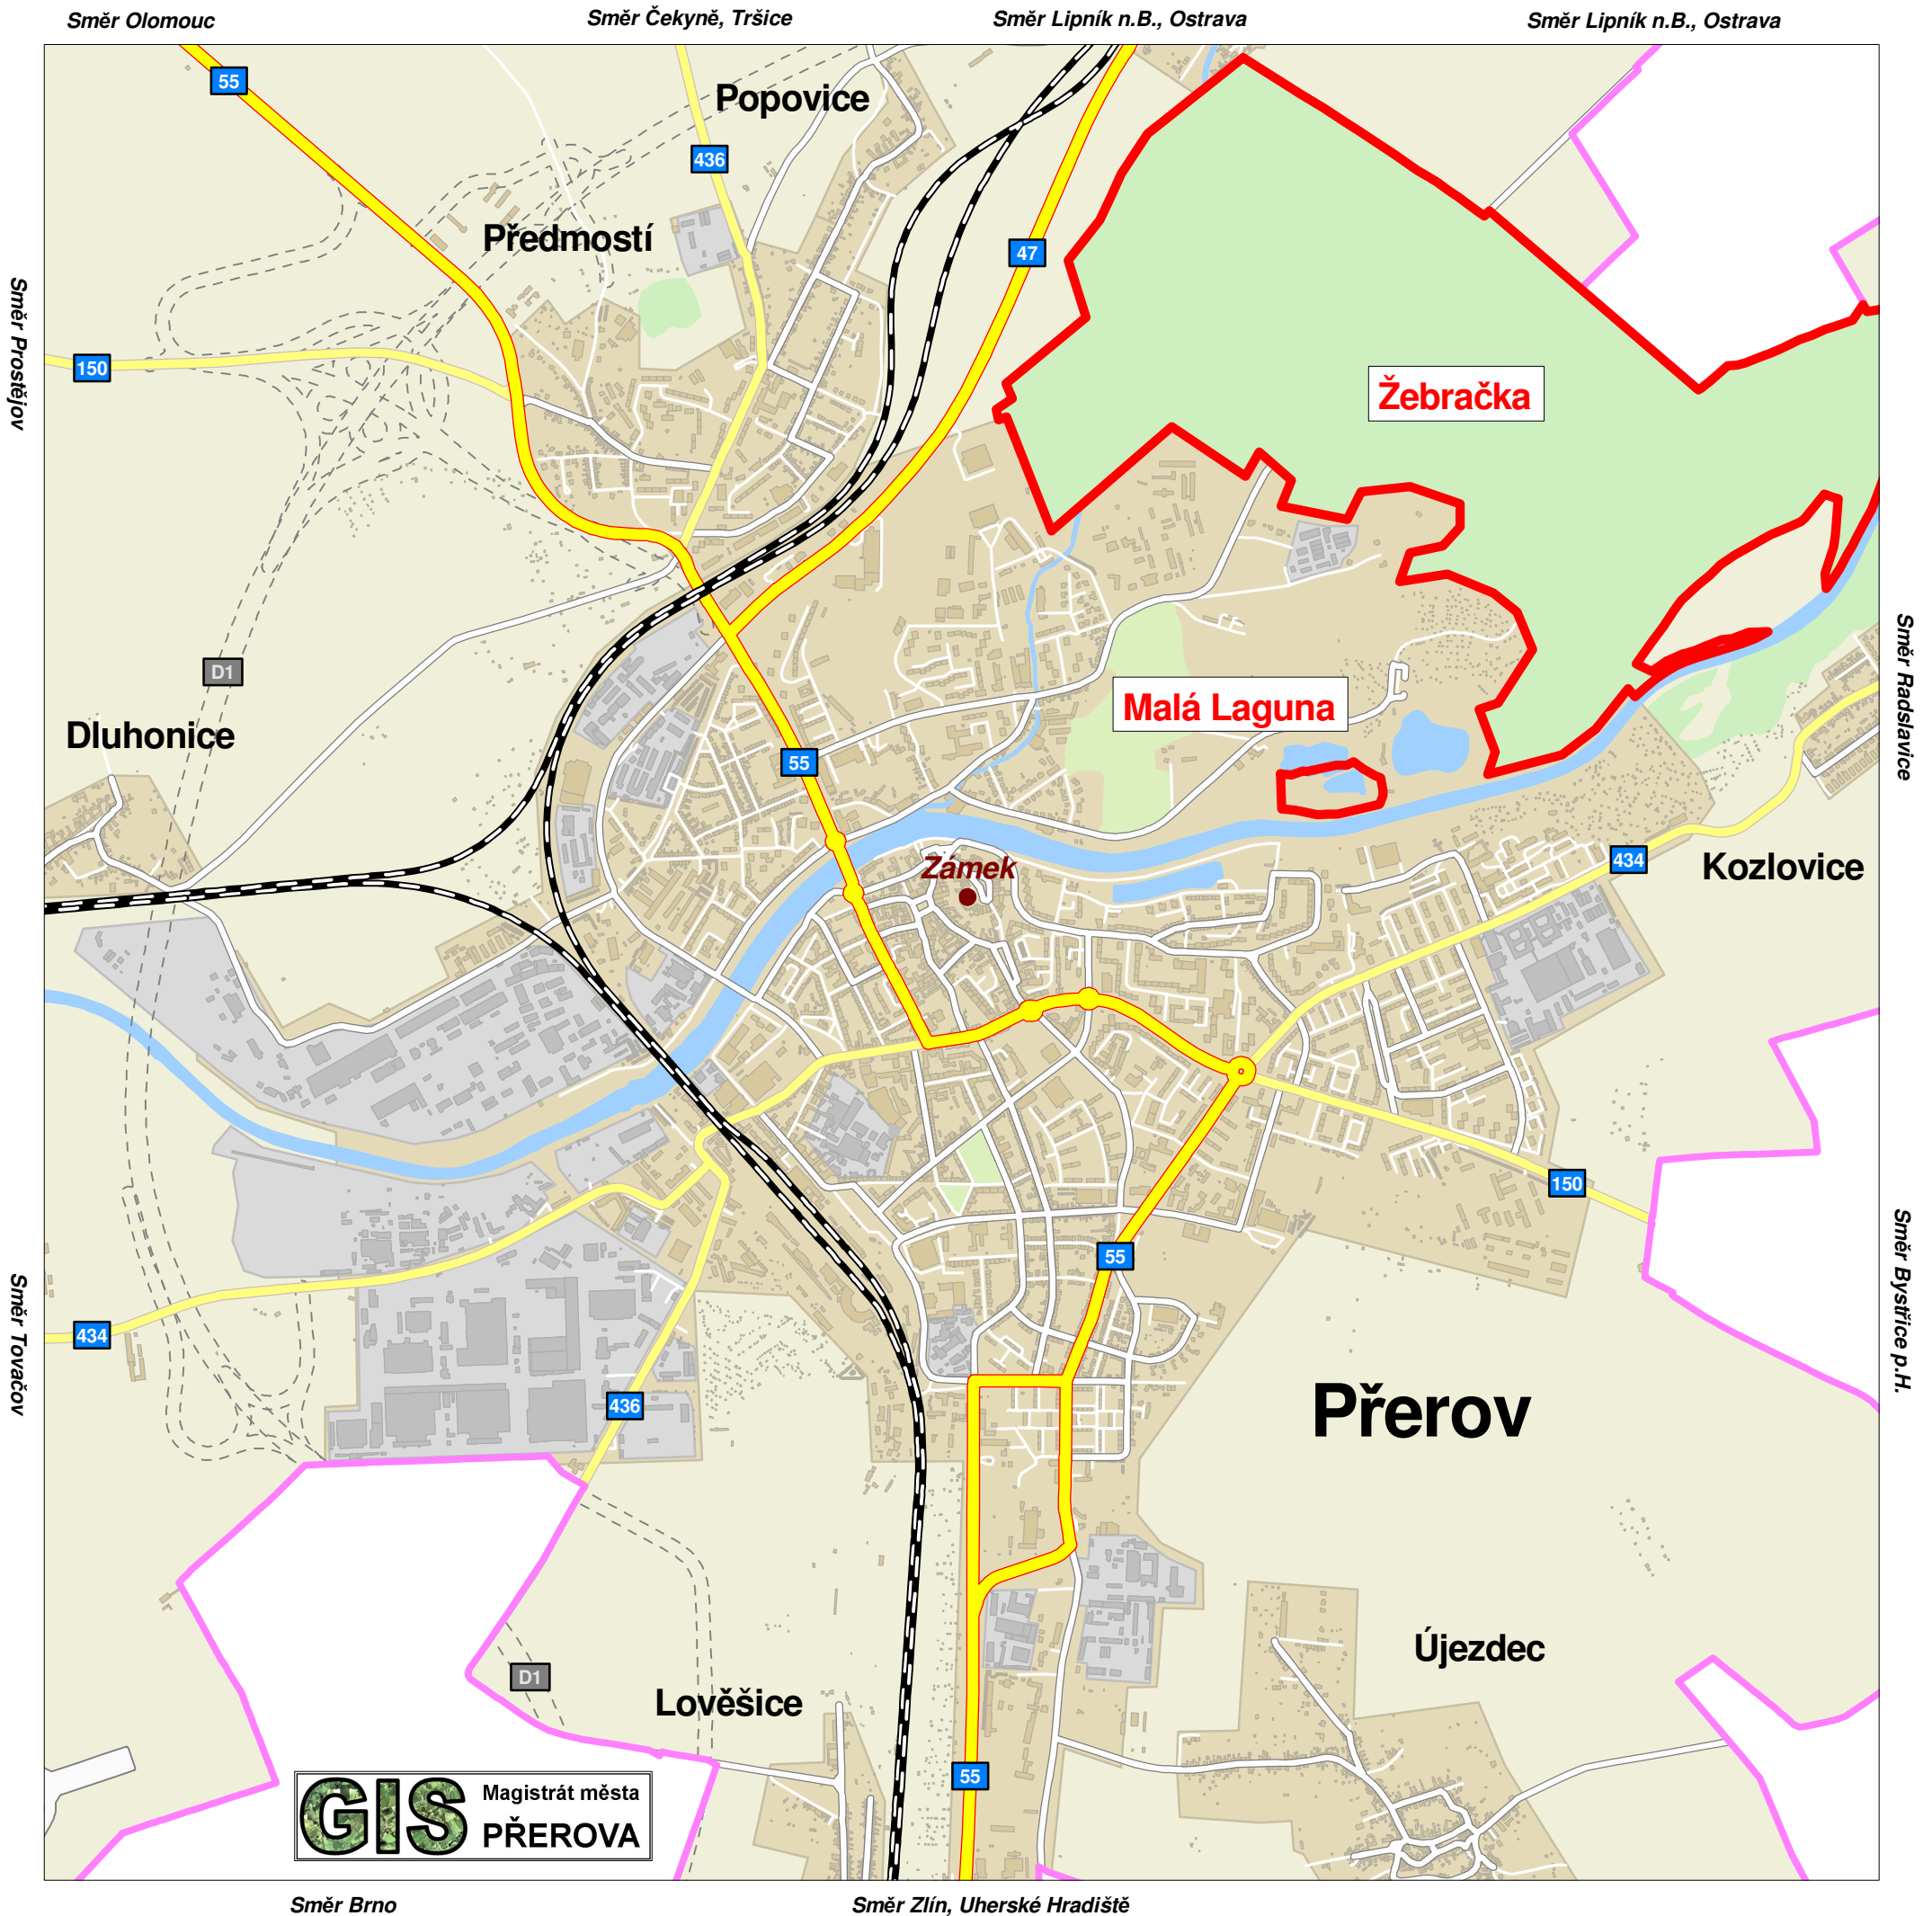 Směr Olomouc
Směr Čekyně, Tršice
Směr Lipník n.B., Ostrava
Směr Lipník n.B., Ostrava
55
Popovice
436
Předmostí
47
Směr Prostějov
150
Žebračka
Směr Radslavice
D1
Malá Laguna
Dluhonice
55
Zámek
434
Kozlovice
150
Směr Bystřice p.H.
55
Směr Tovačov
434
436
Přerov
Újezdec
D1
Lověšice
55
GIS
Magistrát města
PŘEROVA
Směr Brno
Směr Zlín, Uherské Hradiště